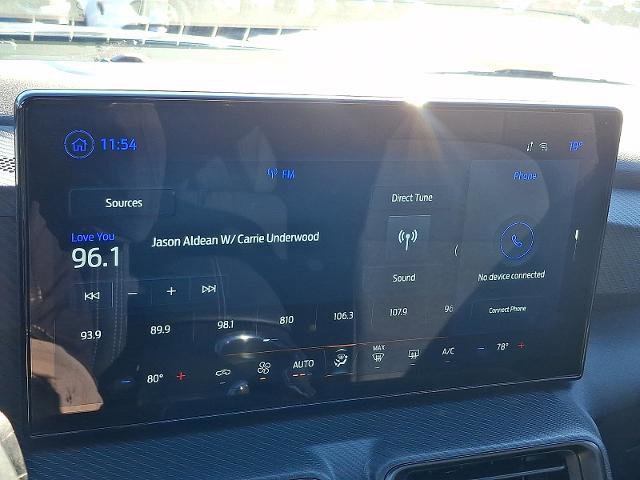 11:54
19°
FM
Phone
Sources
Direct Tune
Love You
96.1
Jason Aldean W/ Carrie Underwood
Sound
No device connected
Connect Phone
93.9 89.9 98.1 810 106.3 107.9 96
80° AUTO MAX A/C 78°